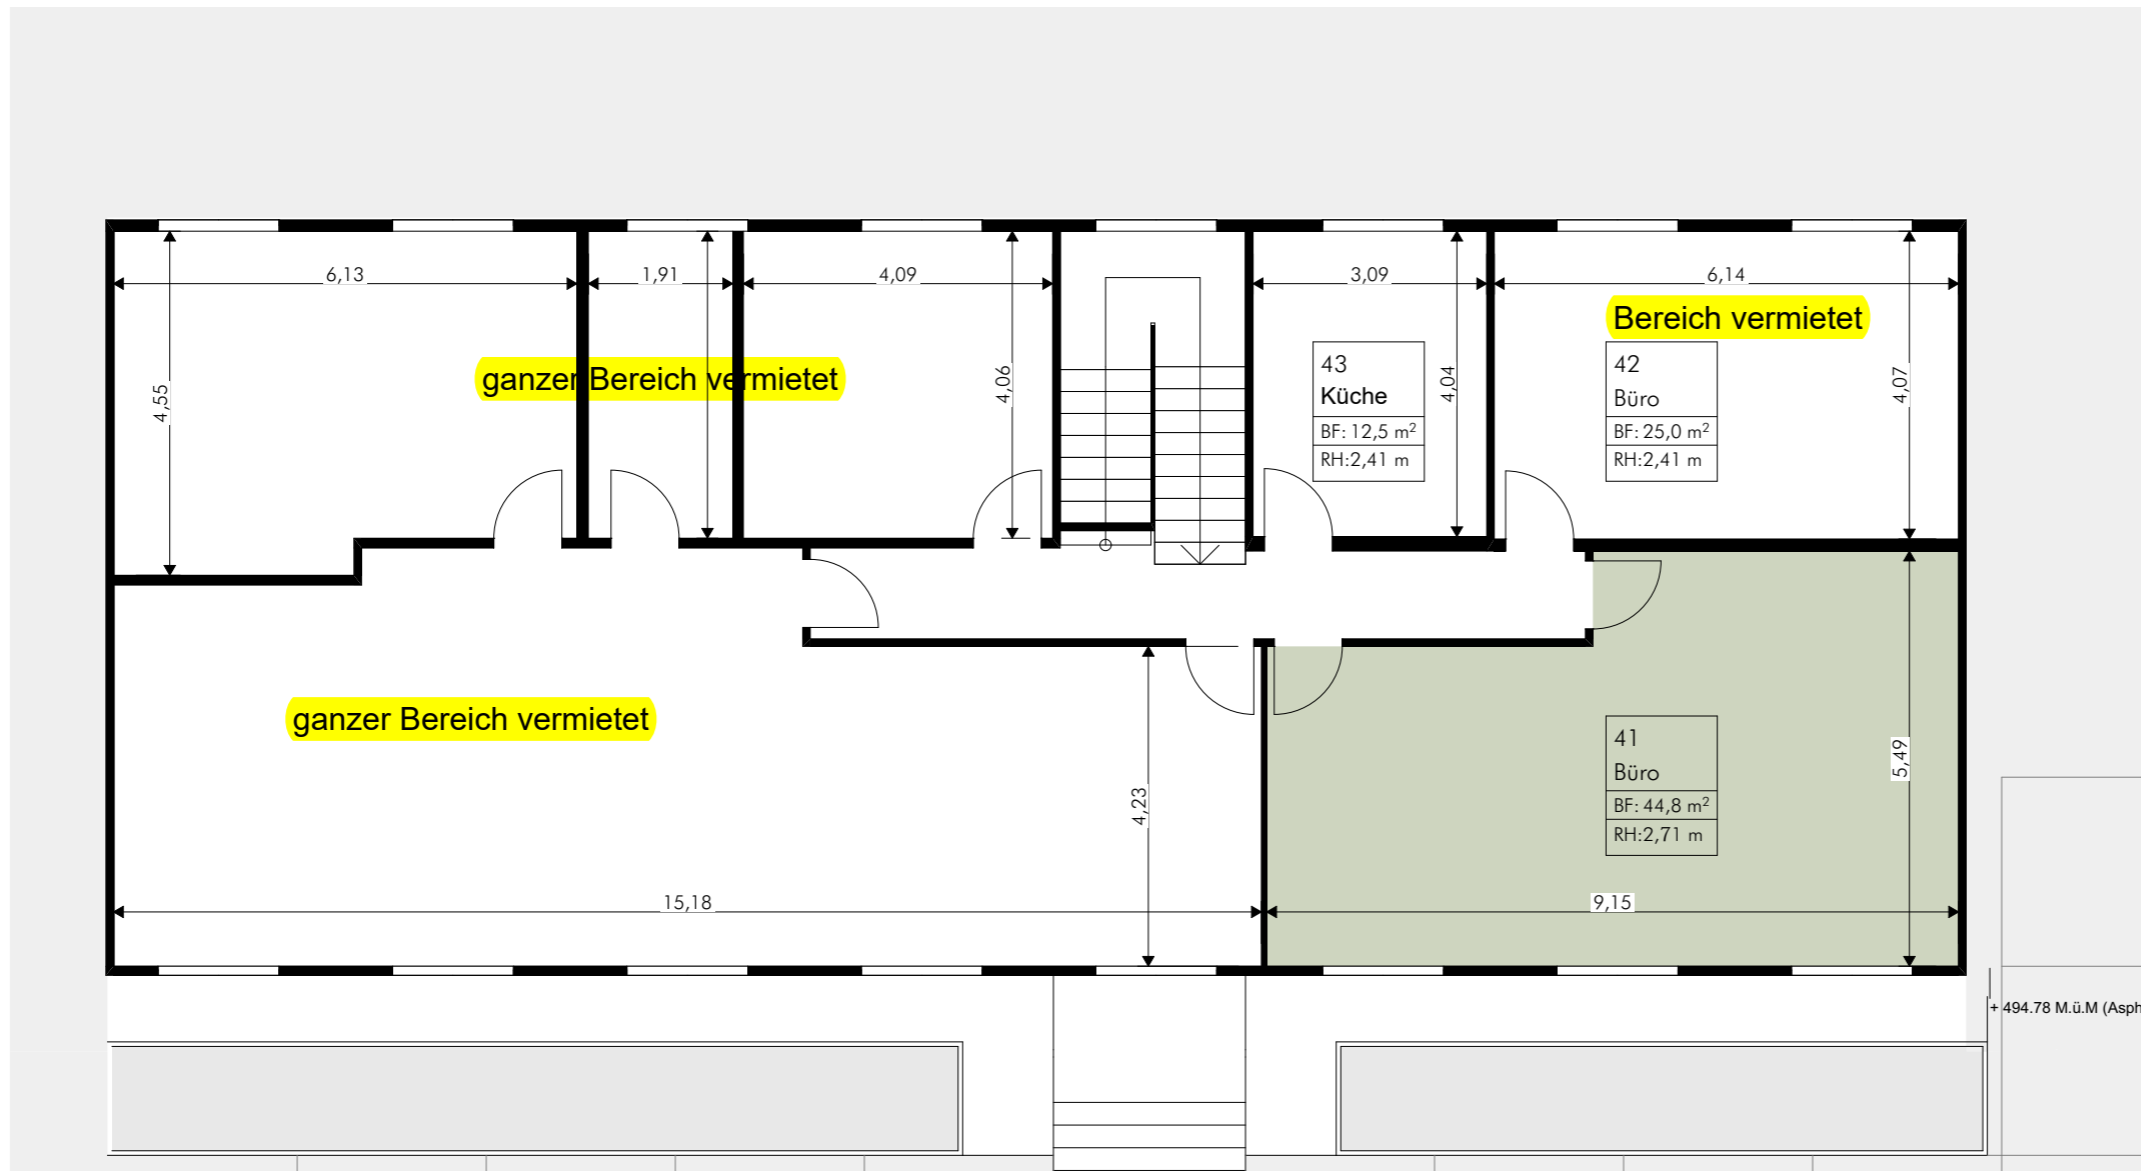 6,13
1,91
4,09
3,09
6,14
Bereich vermietet
ganzer Bereich vermietet
4,55
4,06
4,04
4,07
43
Küche
BF: 12,5 m²
RH:2,41 m
42
Büro
BF: 25,0 m²
RH:2,41 m
ganzer Bereich vermietet
41
Büro
BF: 44,8 m²
RH:2,71 m
5,49
4,23
15,18
9,15
+ 494.78 M.ü.M (Asph